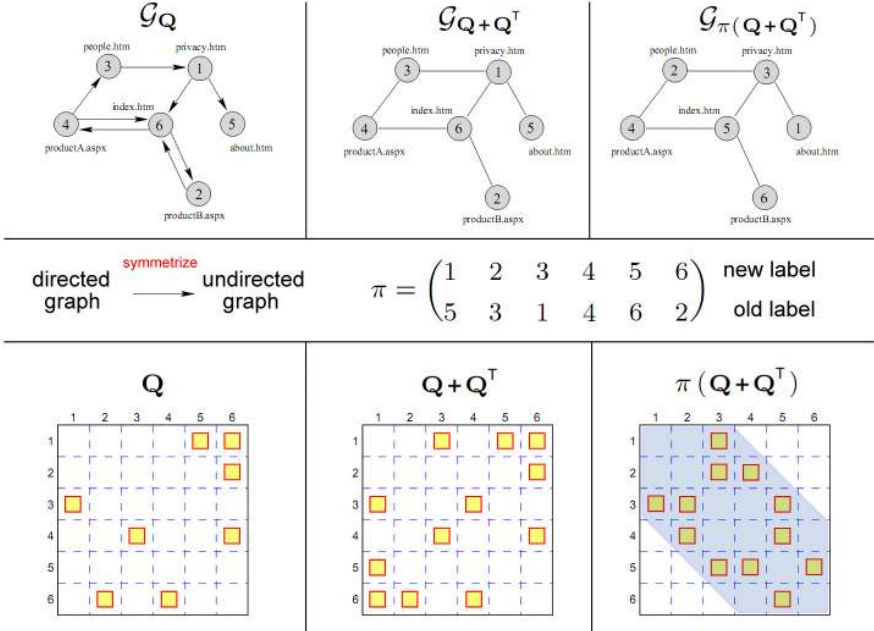 𝒢_Q
𝒢_{Q+Qᵀ}
𝒢_{π(Q+Qᵀ)}
people.htm privacy.htm
3 1
index.htm
4 6 5
productA.aspx about.htm
2
productB.aspx
people.htm privacy.htm
3 1
index.htm
4 6 5
productA.aspx about.htm
2
productB.aspx
people.htm privacy.htm
2 3
index.htm
4 5 1
productA.aspx about.htm
6
productB.aspx
directed graph
symmetrize
undirected graph
π = ( 1 2 3 4 5 6 ) new label
5 3 1 4 6 2 old label
Q
1 2 3 4 5 6
1
2
3
4
5
6
Q+Qᵀ
1 2 3 4 5 6
1
2
3
4
5
6
π(Q+Qᵀ)
1 2 3 4 5 6
1
2
3
4
5
6